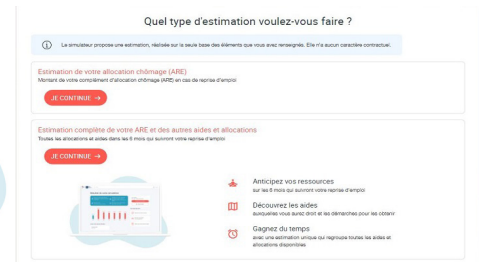 Quel type d'estimation voulez-vous faire ?
Le simulateur propose une estimation, réalisée sur la seule base des éléments que vous avez renseignés. Elle n'a aucun caractère contractuel.
Estimation de votre allocation chômage (ARE)
Montant de votre complément d'allocation chômage (ARE) en cas de reprise d'emploi
JE CONTINUE →
Estimation complète de votre ARE et des autres aides et allocations
Toutes les allocations et aides dans les 6 mois qui suivront votre reprise d'emploi
JE CONTINUE →
Anticipez vos ressources
sur les 6 mois qui suivront votre reprise d'emploi
Découvrez les aides
auxquelles vous aurez droit et les démarches pour les obtenir
Gagnez du temps
avec une estimation unique qui regroupe toutes les aides et
allocations disponibles